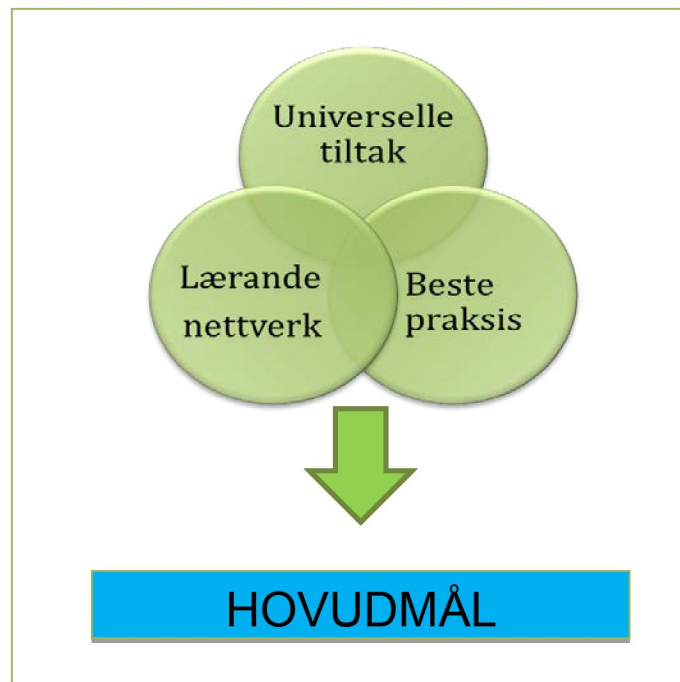 Universelle
tiltak
Lærande
nettverk
Beste
praksis
HOVUDMÅL